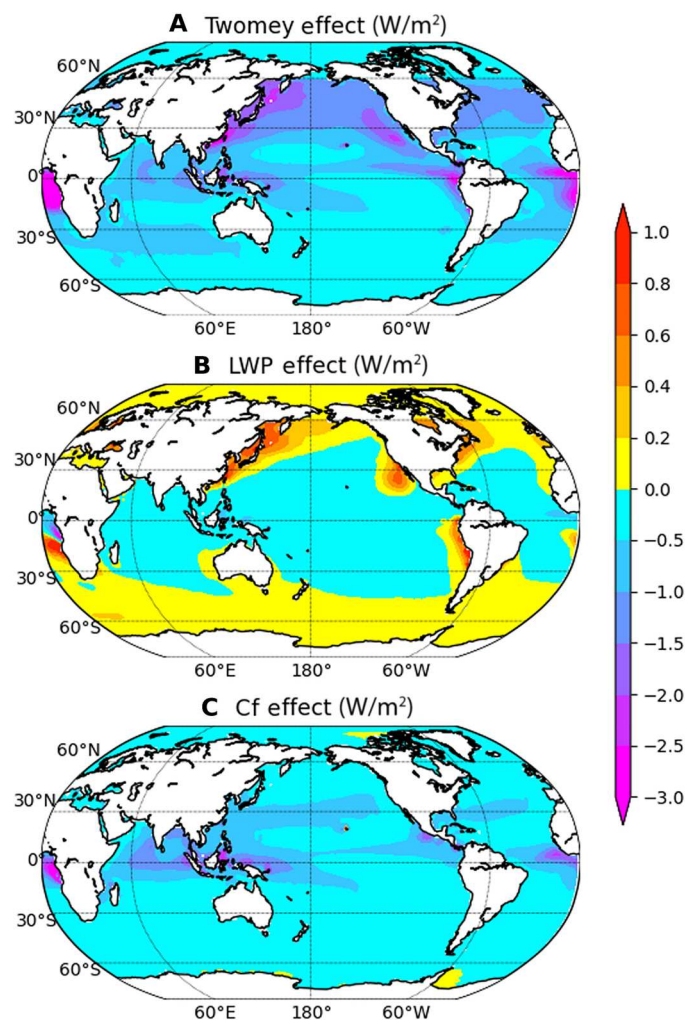 A Twomey effect (W/m²)
60°N
30°N
0°
30°S
60°S
60°E 180° 60°W
B LWP effect (W/m²)
60°N
30°N
0°
30°S
60°S
60°E 180° 60°W
C Cf effect (W/m²)
60°N
30°N
0°
30°S
60°S
60°E 180° 60°W
1.0
0.8
0.6
0.4
0.2
0.0
−0.5
−1.0
−1.5
−2.0
−2.5
−3.0